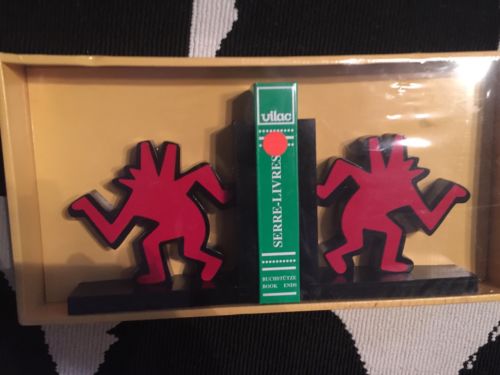 vilac
SERRE-LIVRES
BUCHSTÜTZE
BOOK ENDS